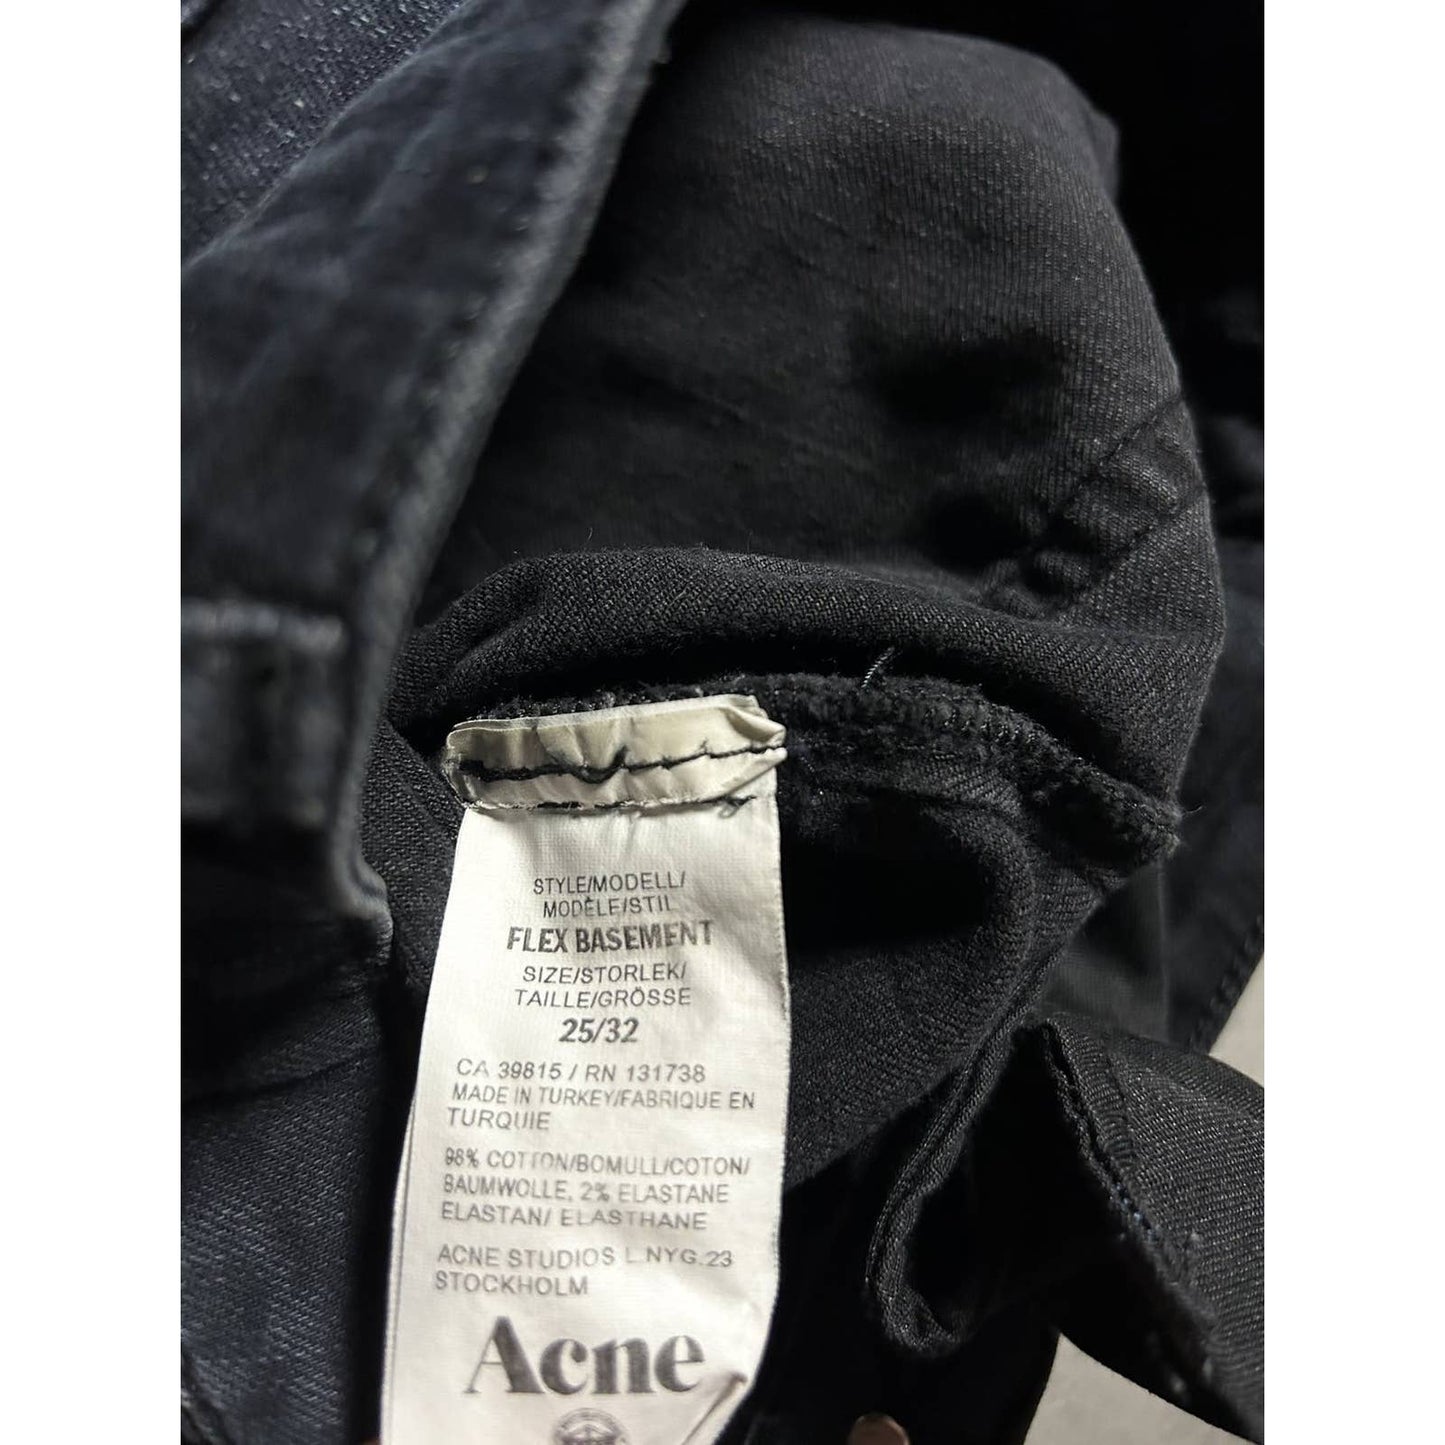 STYLE/MODELL/
MODÈLE/STIL
FLEX BASEMENT
SIZE/STORLEK/
TAILLE/GRÖSSE
25/32
CA 39815 / RN 131738
MADE IN TURKEY/FABRIQUE EN
TURQUIE
98% COTTON/BOMULL/COTON/
BAUMWOLLE, 2% ELASTANE
ELASTAN/ ELASTHANE
ACNE STUDIOS L.NYG.23
STOCKHOLM
Acne